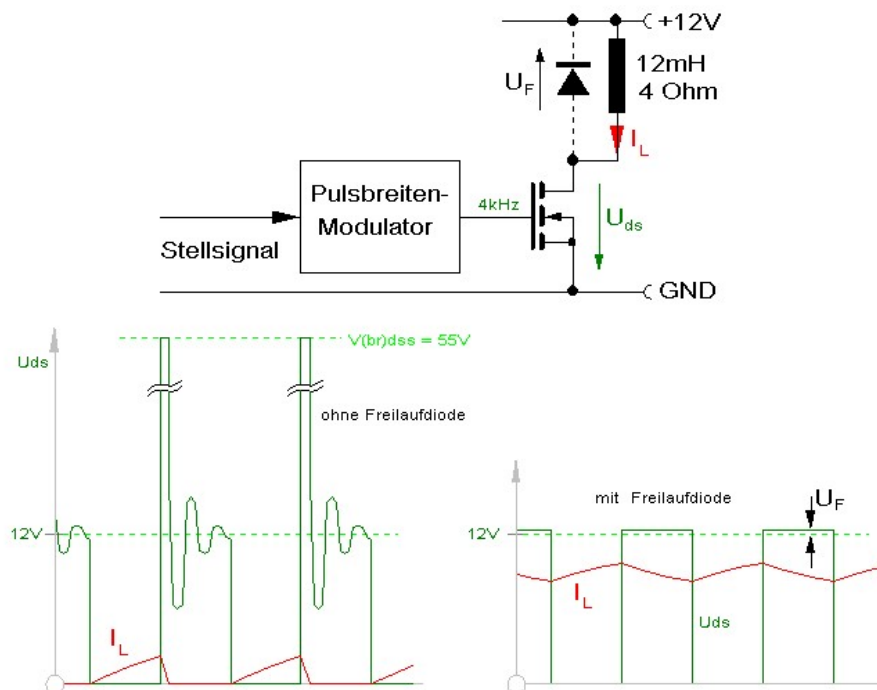 +12V
12mH
4 Ohm
U_F
I_L
Pulsbreiten-
Modulator
4kHz
U_ds
Stellsignal
GND
V(br)dss = 55V
Uds
ohne Freilaufdiode
12V
I_L
mit Freilaufdiode
U_F
12V
I_L
Uds